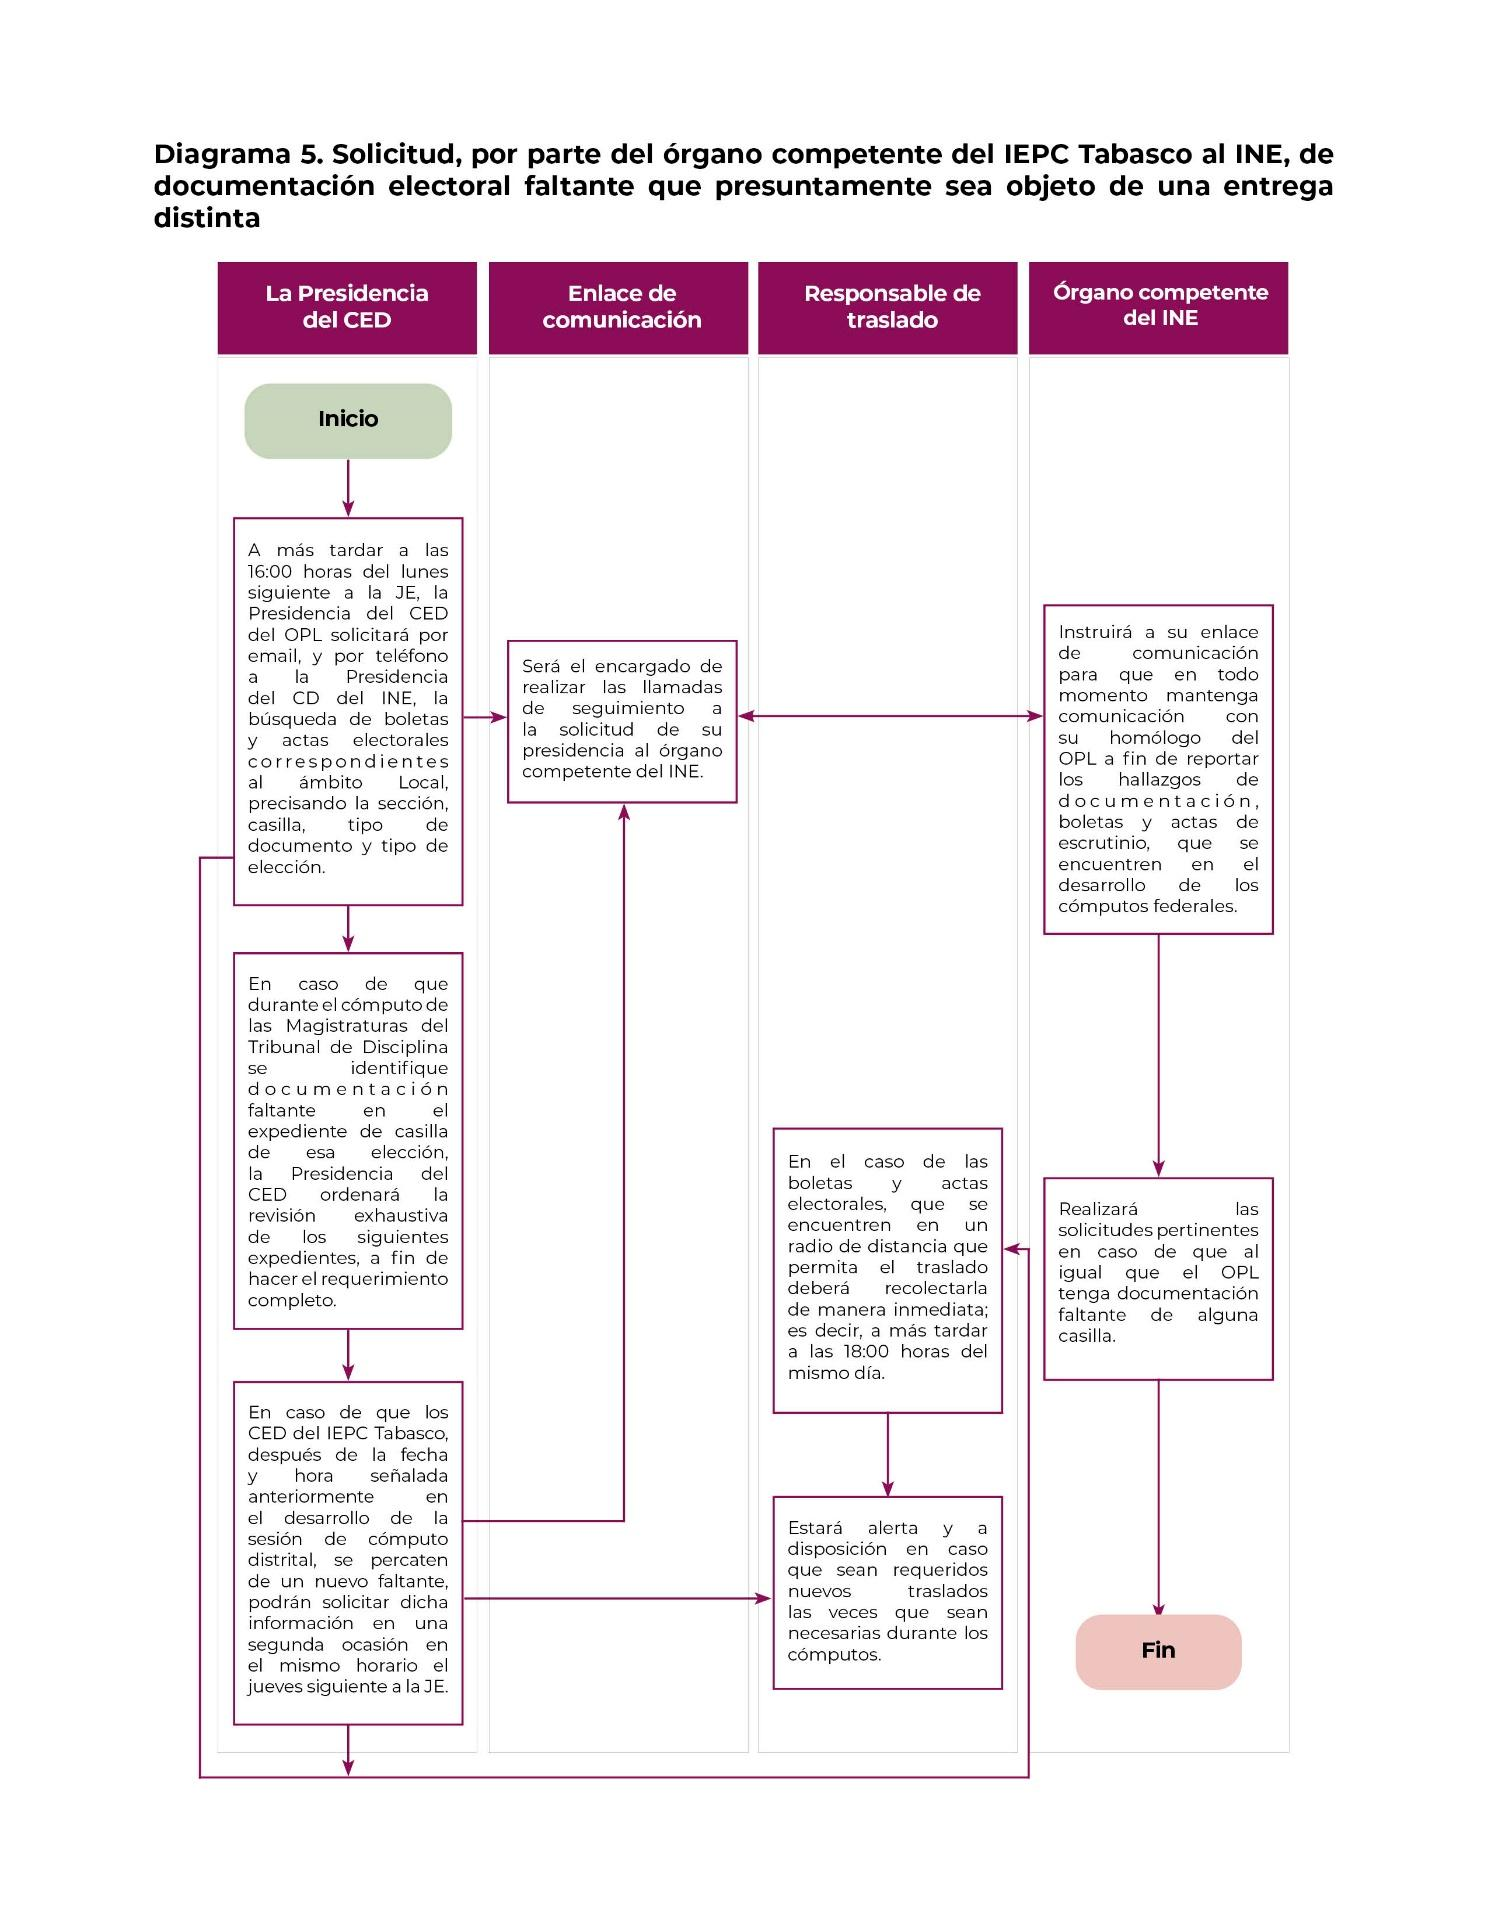 Diagrama 5. Solicitud, por parte del órgano competente del IEPC Tabasco al INE, de
documentación electoral faltante que presuntamente sea objeto de una entrega
distinta
La Presidencia
del CED
Enlace de
comunicación
Responsable de
traslado
Órgano competente
del INE
Inicio
A más tardar a las
16:00 horas del lunes
siguiente a la JE, la
Presidencia del CED
del OPL solicitará por
email, y por teléfono
a la Presidencia
del CD del INE, la
búsqueda de boletas
y actas electorales
correspondientes
al ámbito Local,
precisando la sección,
casilla, tipo de
documento y tipo de
elección.
En caso de que
durante el cómputo de
las Magistraturas del
Tribunal de Disciplina
se identifique
documentación
faltante en el
expediente de casilla
de esa elección,
la Presidencia del
CED ordenará la
revisión exhaustiva
de los siguientes
expedientes, a fin de
hacer el requerimiento
completo.
En caso de que los
CED del IEPC Tabasco,
después de la fecha
y hora señalada
anteriormente en
el desarrollo de la
sesión de cómputo
distrital, se percaten
de un nuevo faltante,
podrán solicitar dicha
información en una
segunda ocasión en
el mismo horario el
jueves siguiente a la JE.
Será el encargado de
realizar las llamadas
de seguimiento a
la solicitud de su
presidencia al órgano
competente del INE.
En el caso de las
boletas y actas
electorales, que se
encuentren en un
radio de distancia que
permita el traslado
deberá recolectarla
de manera inmediata;
es decir, a más tardar
a las 18:00 horas del
mismo día.
Estará alerta y a
disposición en caso
que sean requeridos
nuevos traslados
las veces que sean
necesarias durante los
cómputos.
Instruirá a su enlace
de comunicación
para que en todo
momento mantenga
comunicación con
su homólogo del
OPL a fin de reportar
los hallazgos de
documentación,
boletas y actas de
escrutinio, que se
encuentren en el
desarrollo de los
cómputos federales.
Realizará las
solicitudes pertinentes
en caso de que al
igual que el OPL
tenga documentación
faltante de alguna
casilla.
Fin